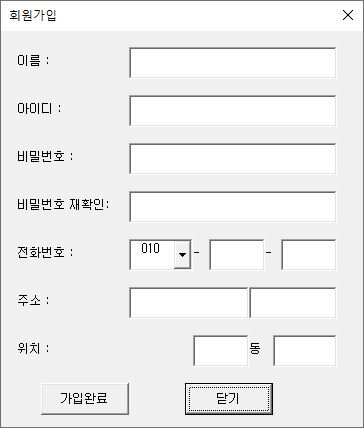 회원가입
이름 :
아이디 :
비밀번호 :
비밀번호 재확인:
전화번호 : 010 - -
주소 :
위치 : 동
가입완료 닫기